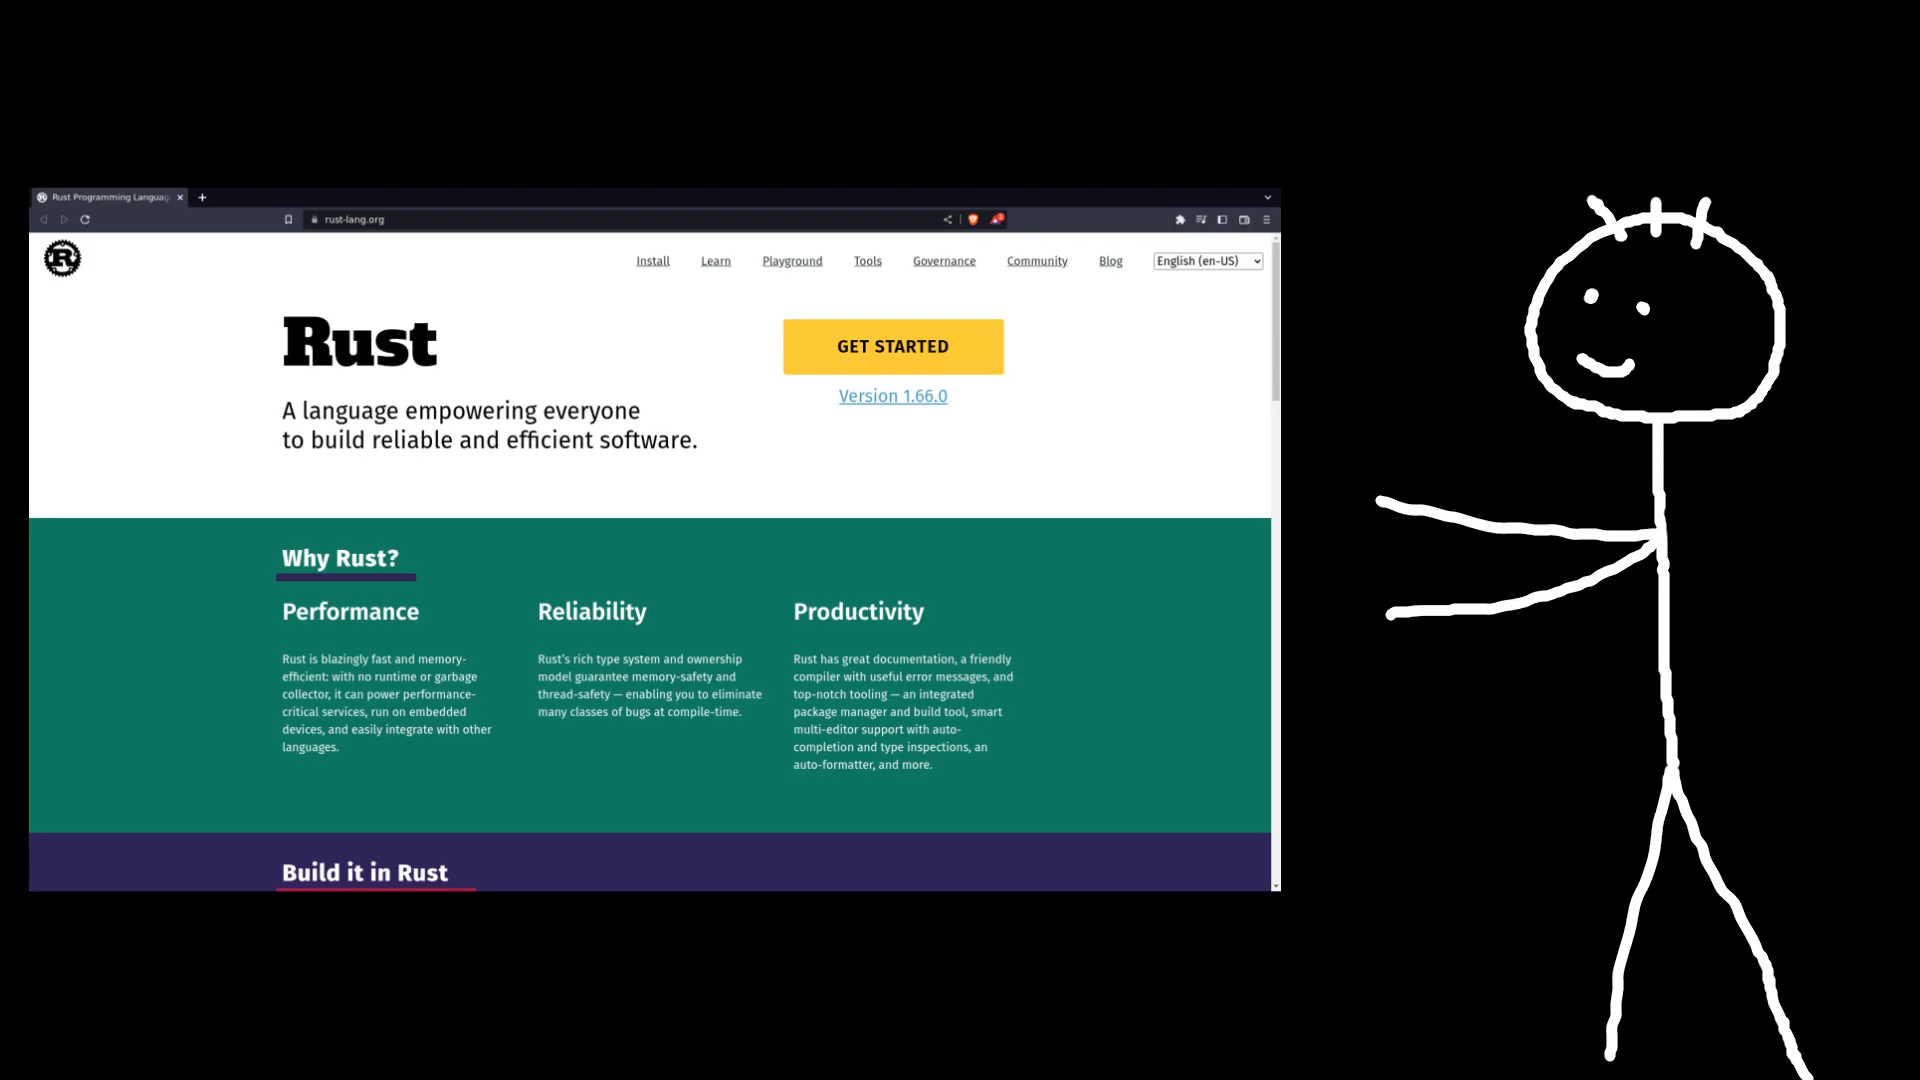 Rust Programming Languag
rust-lang.org
Install Learn Playground Tools Governance Community Blog English (en-US)
R
Rust
A language empowering everyone
to build reliable and efficient software.
GET STARTED
Version 1.66.0
Why Rust?
Performance
Rust is blazingly fast and memory-
efficient: with no runtime or garbage
collector, it can power performance-
critical services, run on embedded
devices, and easily integrate with other
languages.
Reliability
Rust’s rich type system and ownership
model guarantee memory-safety and
thread-safety — enabling you to eliminate
many classes of bugs at compile-time.
Productivity
Rust has great documentation, a friendly
compiler with useful error messages, and
top-notch tooling — an integrated
package manager and build tool, smart
multi-editor support with auto-
completion and type inspections, an
auto-formatter, and more.
Build it in Rust